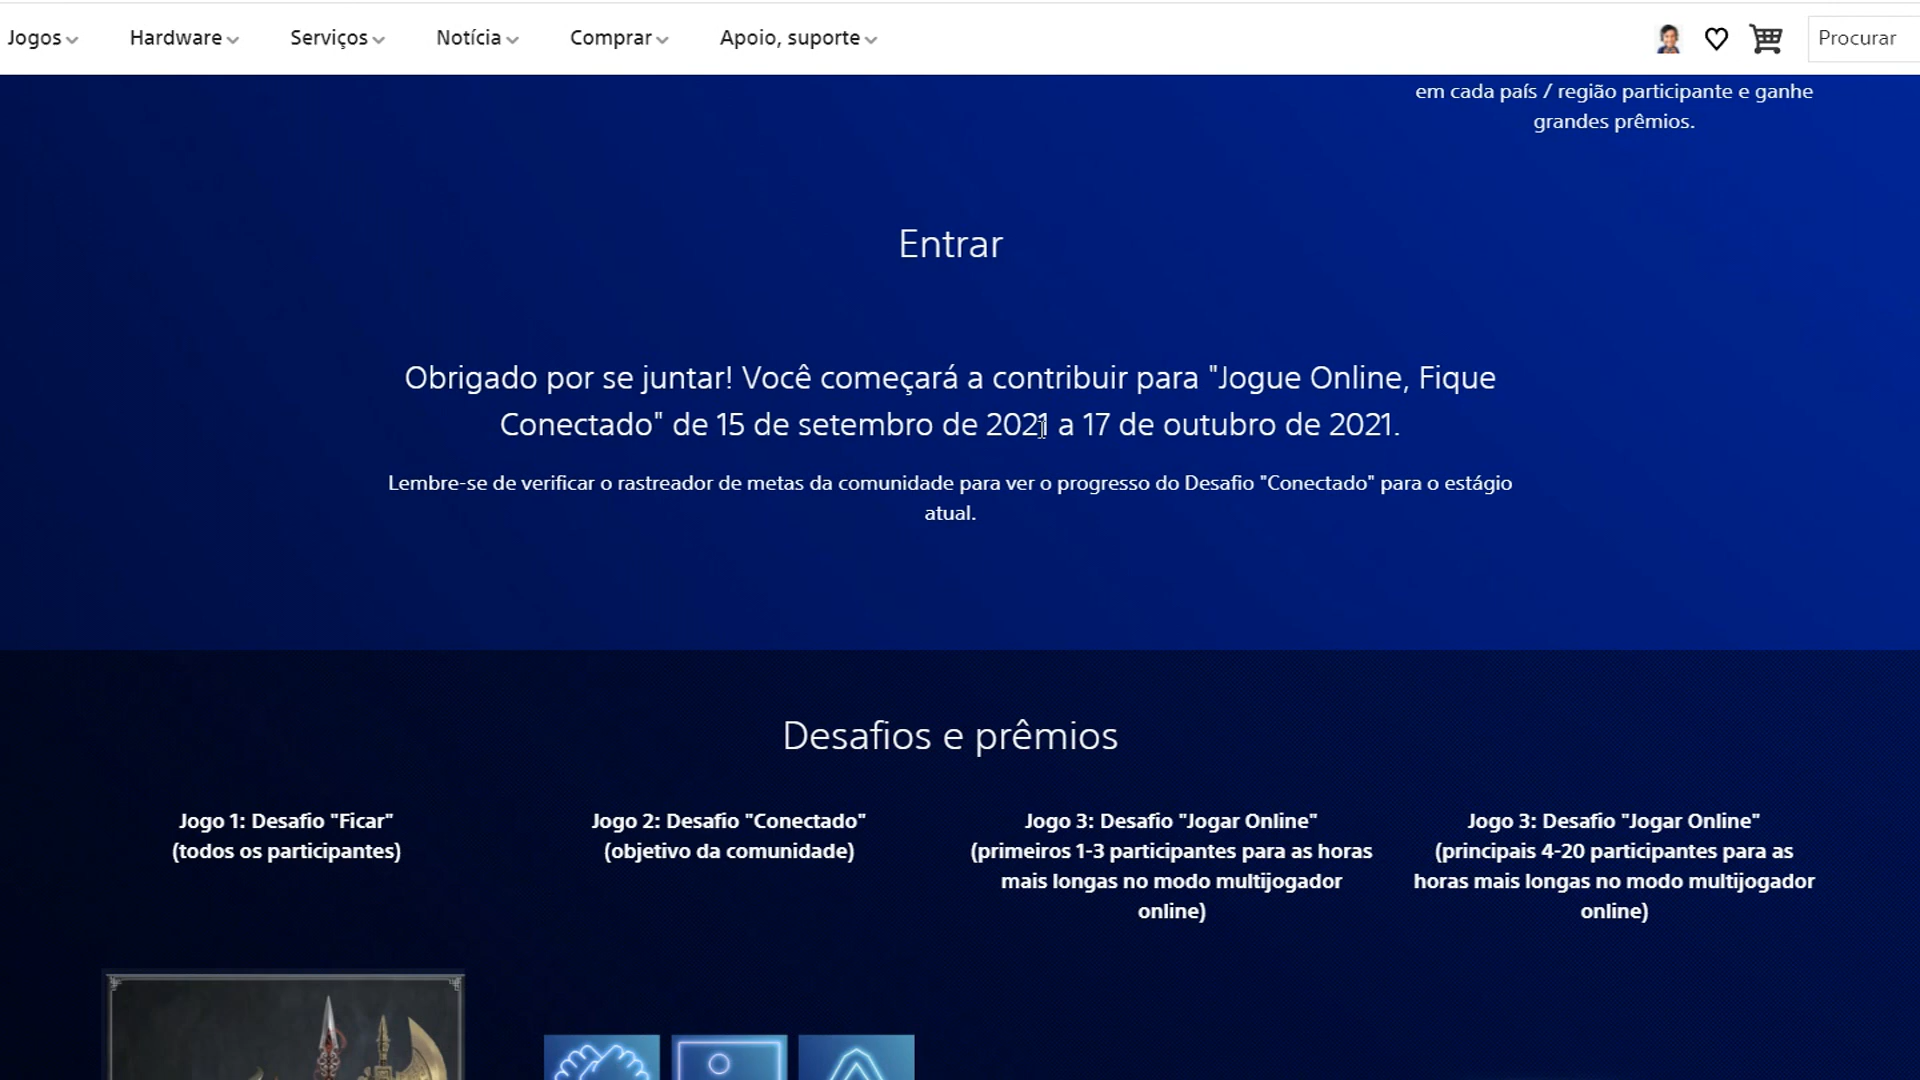 Jogos
Hardware
Serviços
Notícia
Comprar
Apoio, suporte
Procurar
em cada país / região participante e ganhe
grandes prêmios.
Entrar
Obrigado por se juntar! Você começará a contribuir para "Jogue Online, Fique
Conectado" de 15 de setembro de 2021 a 17 de outubro de 2021.
Lembre-se de verificar o rastreador de metas da comunidade para ver o progresso do Desafio "Conectado" para o estágio
atual.
Desafios e prêmios
Jogo 1: Desafio "Ficar"
(todos os participantes)
Jogo 2: Desafio "Conectado"
(objetivo da comunidade)
Jogo 3: Desafio "Jogar Online"
(primeiros 1-3 participantes para as horas
mais longas no modo multijogador
online)
Jogo 3: Desafio "Jogar Online"
(principais 4-20 participantes para as
horas mais longas no modo multijogador
online)